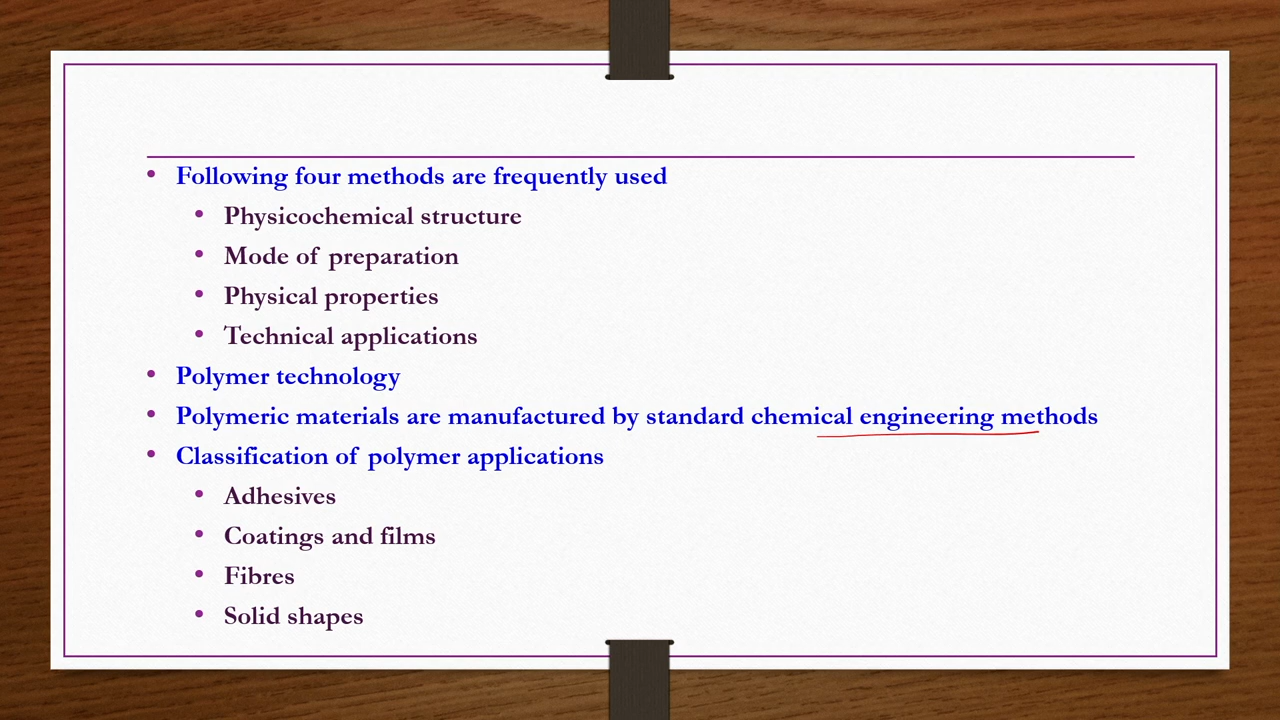 Following four methods are frequently used
Physicochemical structure
Mode of preparation
Physical properties
Technical applications
Polymer technology
Polymeric materials are manufactured by standard chemical engineering methods
Classification of polymer applications
Adhesives
Coatings and films
Fibres
Solid shapes